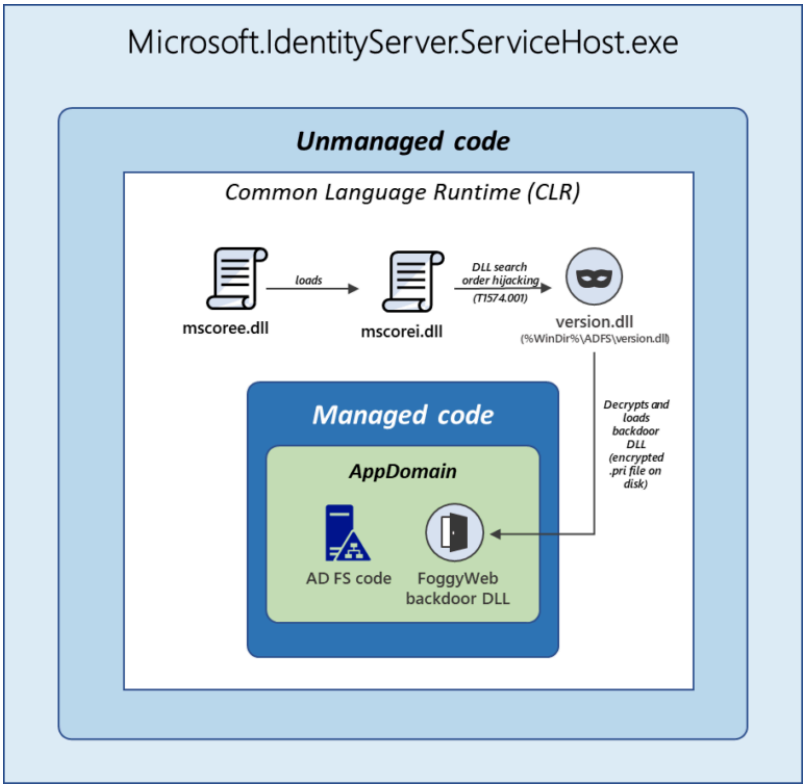 Microsoft.IdentityServer.ServiceHost.exe
Unmanaged code
Common Language Runtime (CLR)
mscoree.dll
loads
mscorei.dll
DLL search
order hijacking
(T1574.001)
version.dll
(%WinDir%\ADFS\version.dll)
Decrypts and
loads
backdoor
DLL
(encrypted
.pri file on
disk)
Managed code
AppDomain
AD FS code
FoggyWeb
backdoor DLL